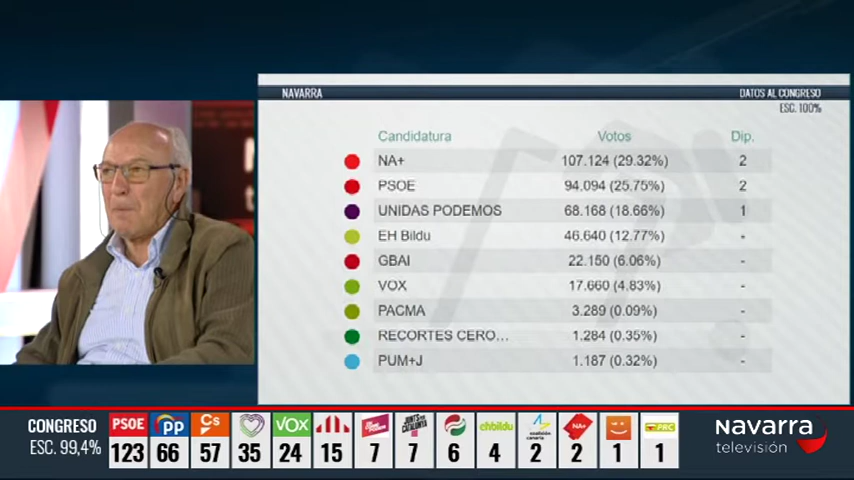 NAVARRA
DATOS AL CONGRESO
ESC. 100%
Candidatura Votos Dip.
NA+ 107.124 (29.32%) 2
PSOE 94.094 (25.75%) 2
UNIDAS PODEMOS 68.168 (18.66%) 1
EH Bildu 46.640 (12.77%) -
GBAI 22.150 (6.06%) -
VOX 17.660 (4.83%) -
PACMA 3.289 (0.09%) -
RECORTES CERO... 1.284 (0.35%) -
PUM+J 1.187 (0.32%) -
CONGRESO
ESC. 99,4%
PSOE PP Cs VOX JUNTS PER CATALUNYA ehbildu coalición canaria NA+ PRC
123 66 57 35 24 15 7 7 6 4 2 2 1 1
Navarra
televisión